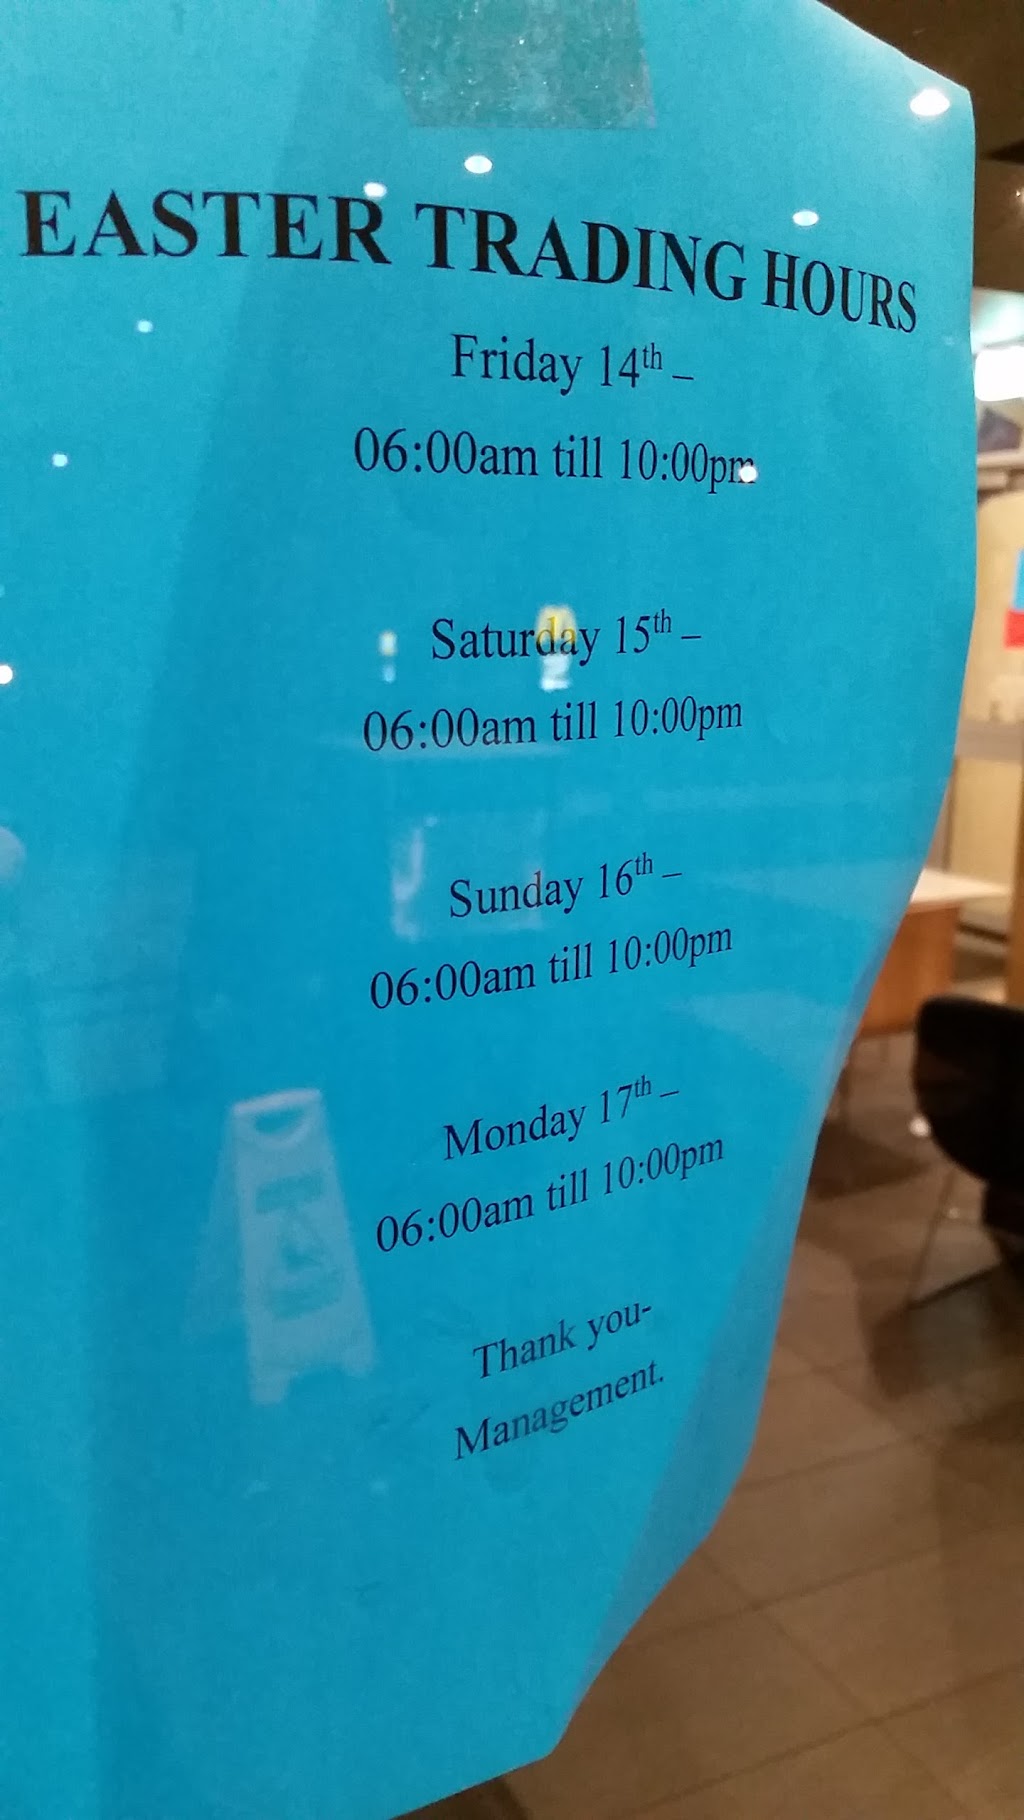 EASTER TRADING HOURS
Friday 14th –
06:00am till 10:00pm
Saturday 15th –
06:00am till 10:00pm
Sunday 16th –
06:00am till 10:00pm
Monday 17th –
06:00am till 10:00pm
Thank you-
Management.